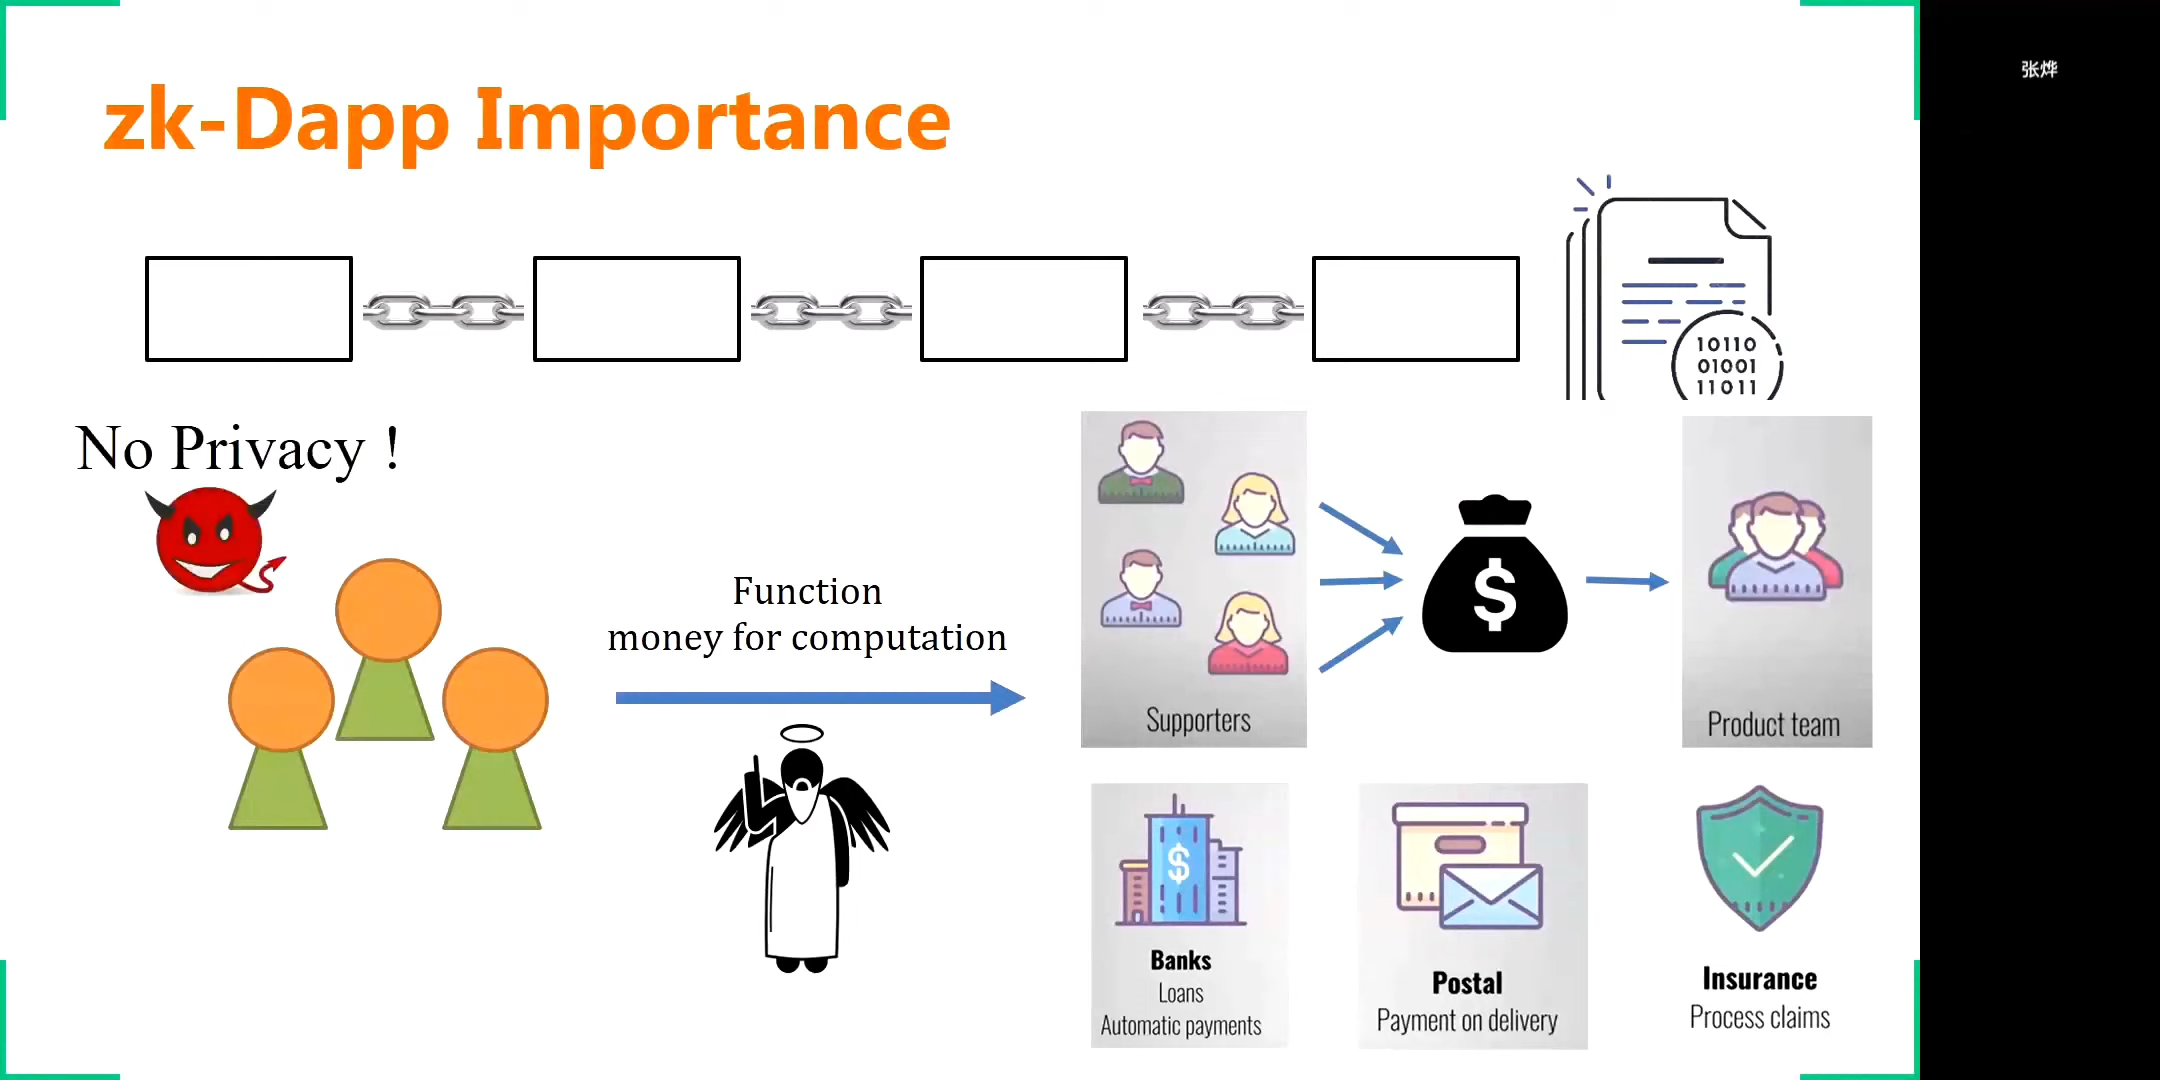 zk-Dapp Importance
张烨
10110
01001
11011
No Privacy !
Function
money for computation
$
Supporters
Product team
$
Banks
Loans
Automatic payments
Postal
Payment on delivery
Insurance
Process claims